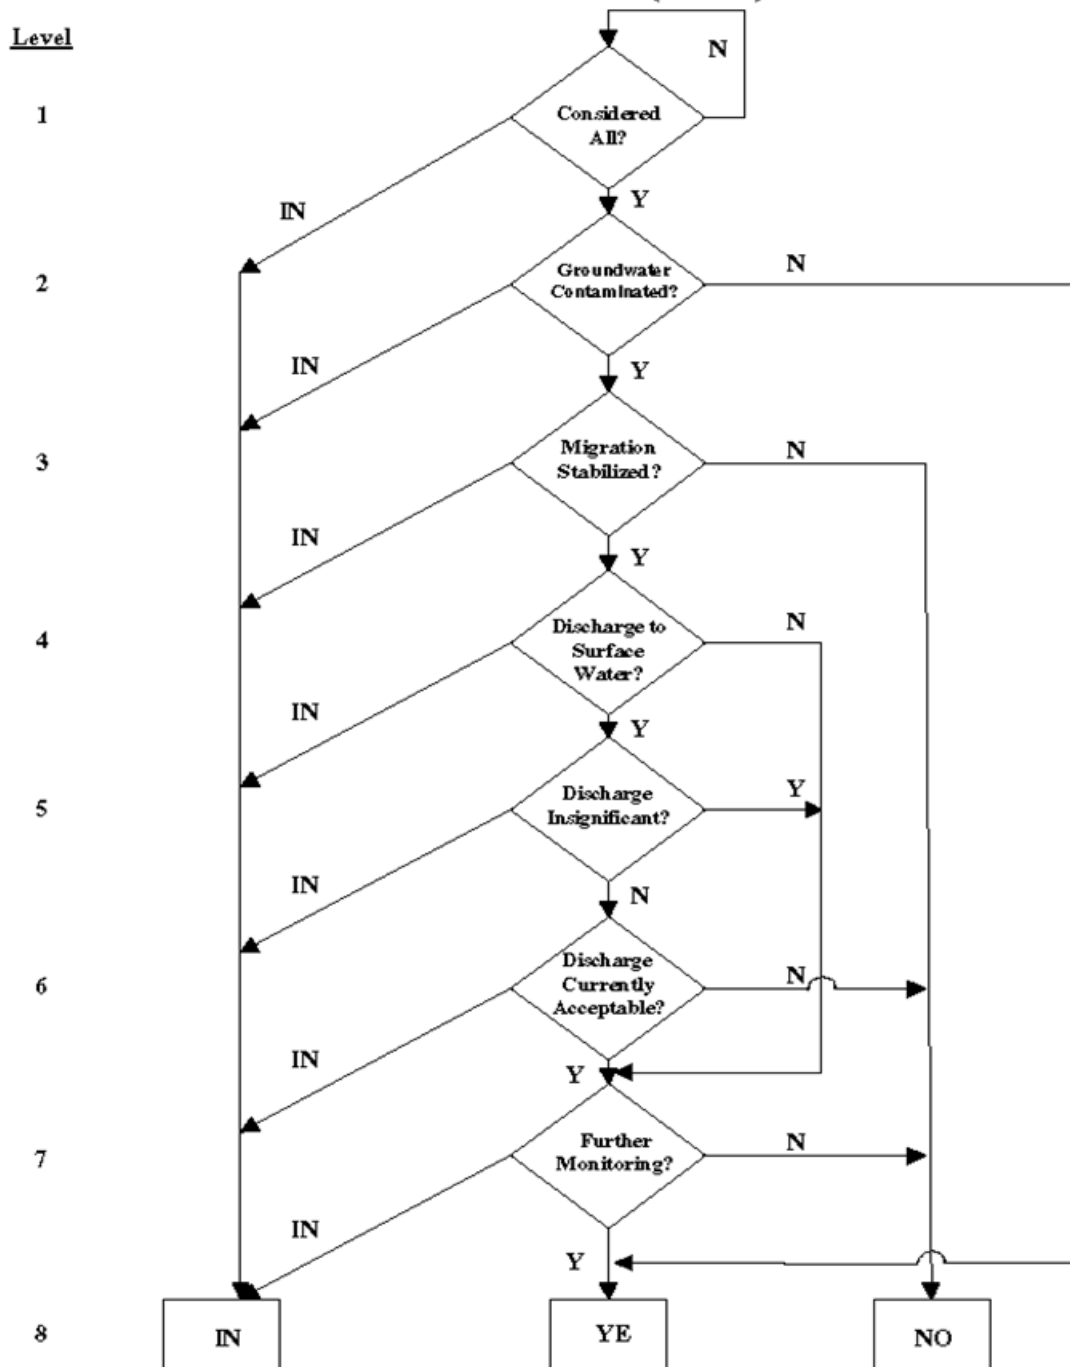 Level
N
1
Considered
All?
IN
Y
2
Groundwater
Contaminated?
N
IN
Y
3
Migration
Stabilized?
N
IN
Y
4
Discharge to
Surface
Water?
N
IN
Y
5
Discharge
Insignificant?
Y
IN
N
6
Discharge
Currently
Acceptable?
N
IN
Y
7
Further
Monitoring?
N
IN
Y
8
IN
YE
NO